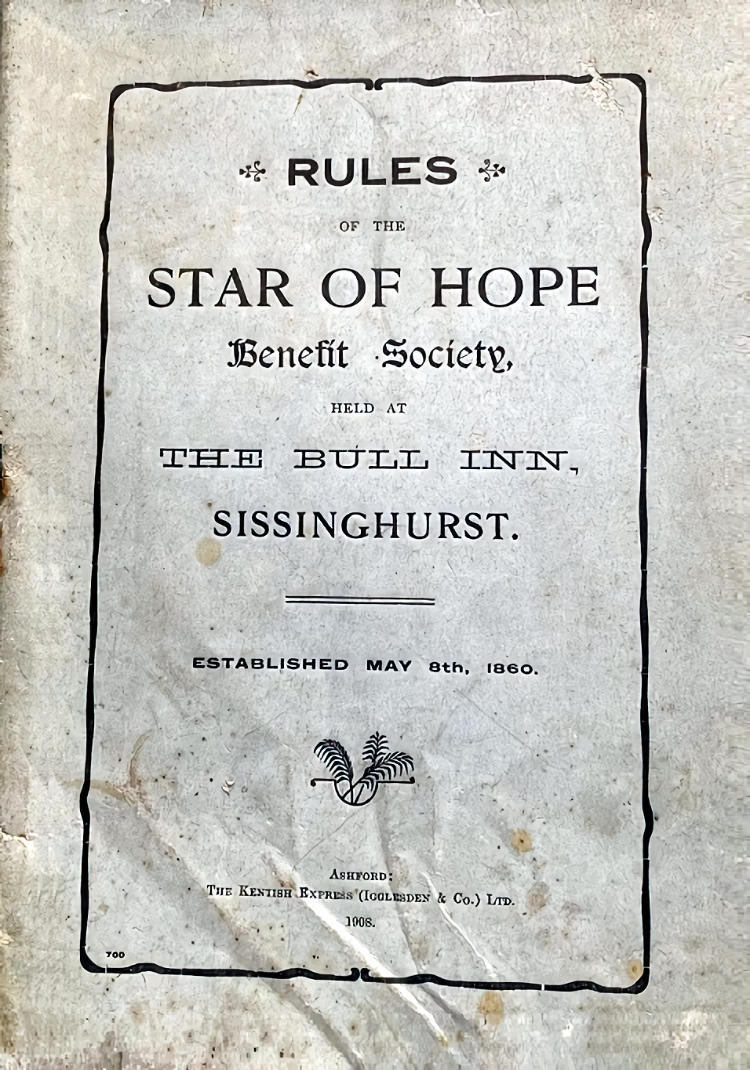 RULES
OF THE
STAR OF HOPE
Benefit Society,
HELD AT
THE BULL INN,
SISSINGHURST.
ESTABLISHED MAY 8th, 1860.
ASHFORD:
THE KENTISH EXPRESS (IGGLESDEN & CO.) LTD.
1908.
700